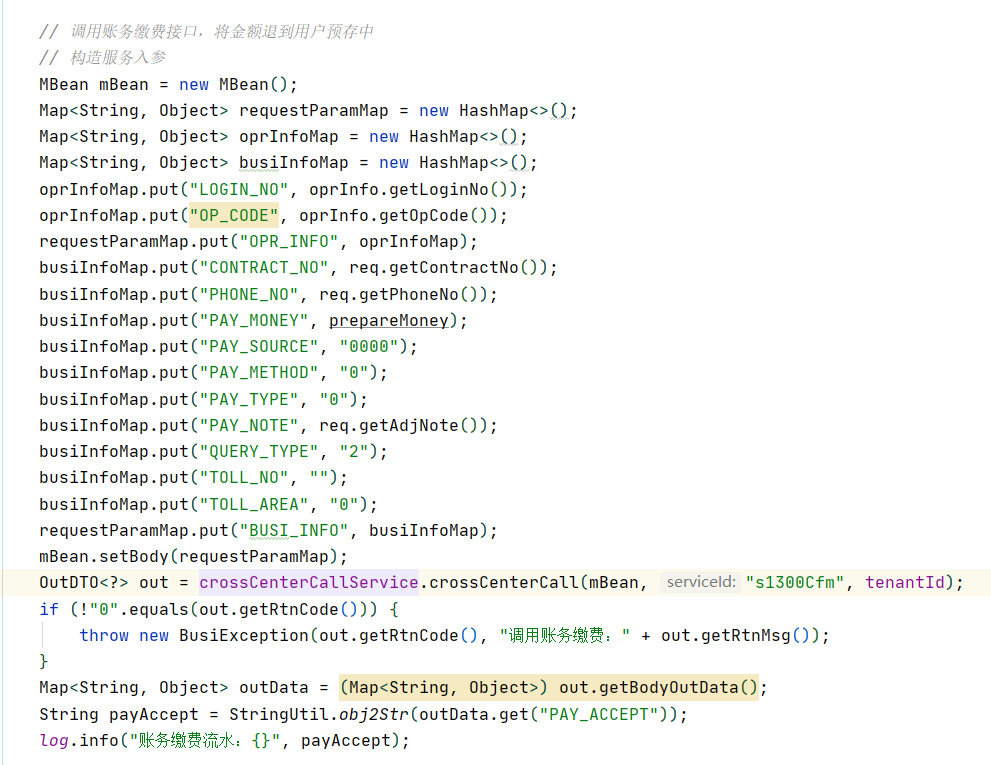 // 调用账务缴费接口，将金额退到用户预存中
// 构造服务入参
MBean mBean = new MBean();
Map<String, Object> requestParamMap = new HashMap<>();
Map<String, Object> oprInfoMap = new HashMap<>();
Map<String, Object> busiInfoMap = new HashMap<>();
oprInfoMap.put("LOGIN_NO", oprInfo.getLoginNo());
oprInfoMap.put("OP_CODE", oprInfo.getOpCode());
requestParamMap.put("OPR_INFO", oprInfoMap);
busiInfoMap.put("CONTRACT_NO", req.getContractNo());
busiInfoMap.put("PHONE_NO", req.getPhoneNo());
busiInfoMap.put("PAY_MONEY", prepareMoney);
busiInfoMap.put("PAY_SOURCE", "0000");
busiInfoMap.put("PAY_METHOD", "0");
busiInfoMap.put("PAY_TYPE", "0");
busiInfoMap.put("PAY_NOTE", req.getAdjNote());
busiInfoMap.put("QUERY_TYPE", "2");
busiInfoMap.put("TOLL_NO", "");
busiInfoMap.put("TOLL_AREA", "0");
requestParamMap.put("BUSI_INFO", busiInfoMap);
mBean.setBody(requestParamMap);
OutDTO<?> out = crossCenterCallService.crossCenterCall(mBean, serviceId: "s1300Cfm", tenantId);
if (!"0".equals(out.getRtnCode())) {
throw new BusiException(out.getRtnCode(), "调用账务缴费：" + out.getRtnMsg());
}
Map<String, Object> outData = (Map<String, Object>) out.getBodyOutData();
String payAccept = StringUtil.obj2Str(outData.get("PAY_ACCEPT"));
log.info("账务缴费流水：{}", payAccept);